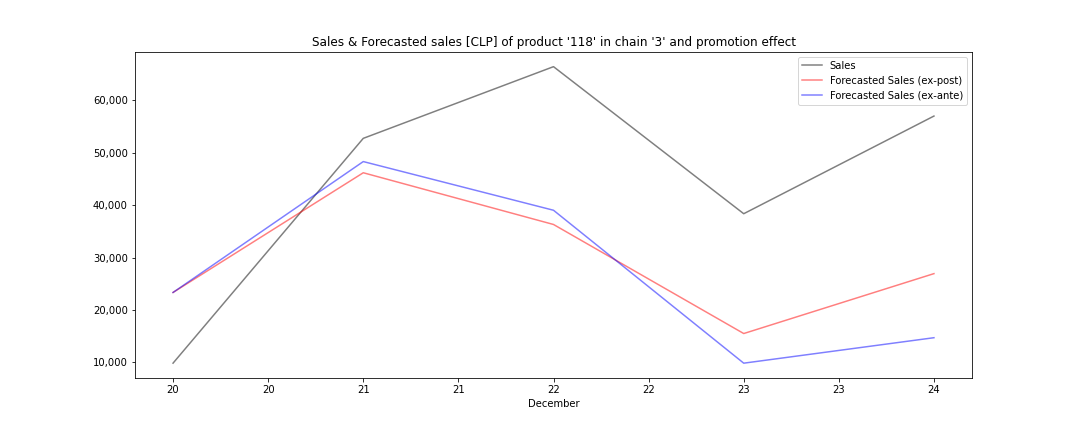 Sales & Forecasted sales [CLP] of product '118' in chain '3' and promotion effect
Sales
Forecasted Sales (ex-post)
Forecasted Sales (ex-ante)
60,000
50,000
40,000
30,000
20,000
10,000
20 20 21 21 22 22 23 23 24
December